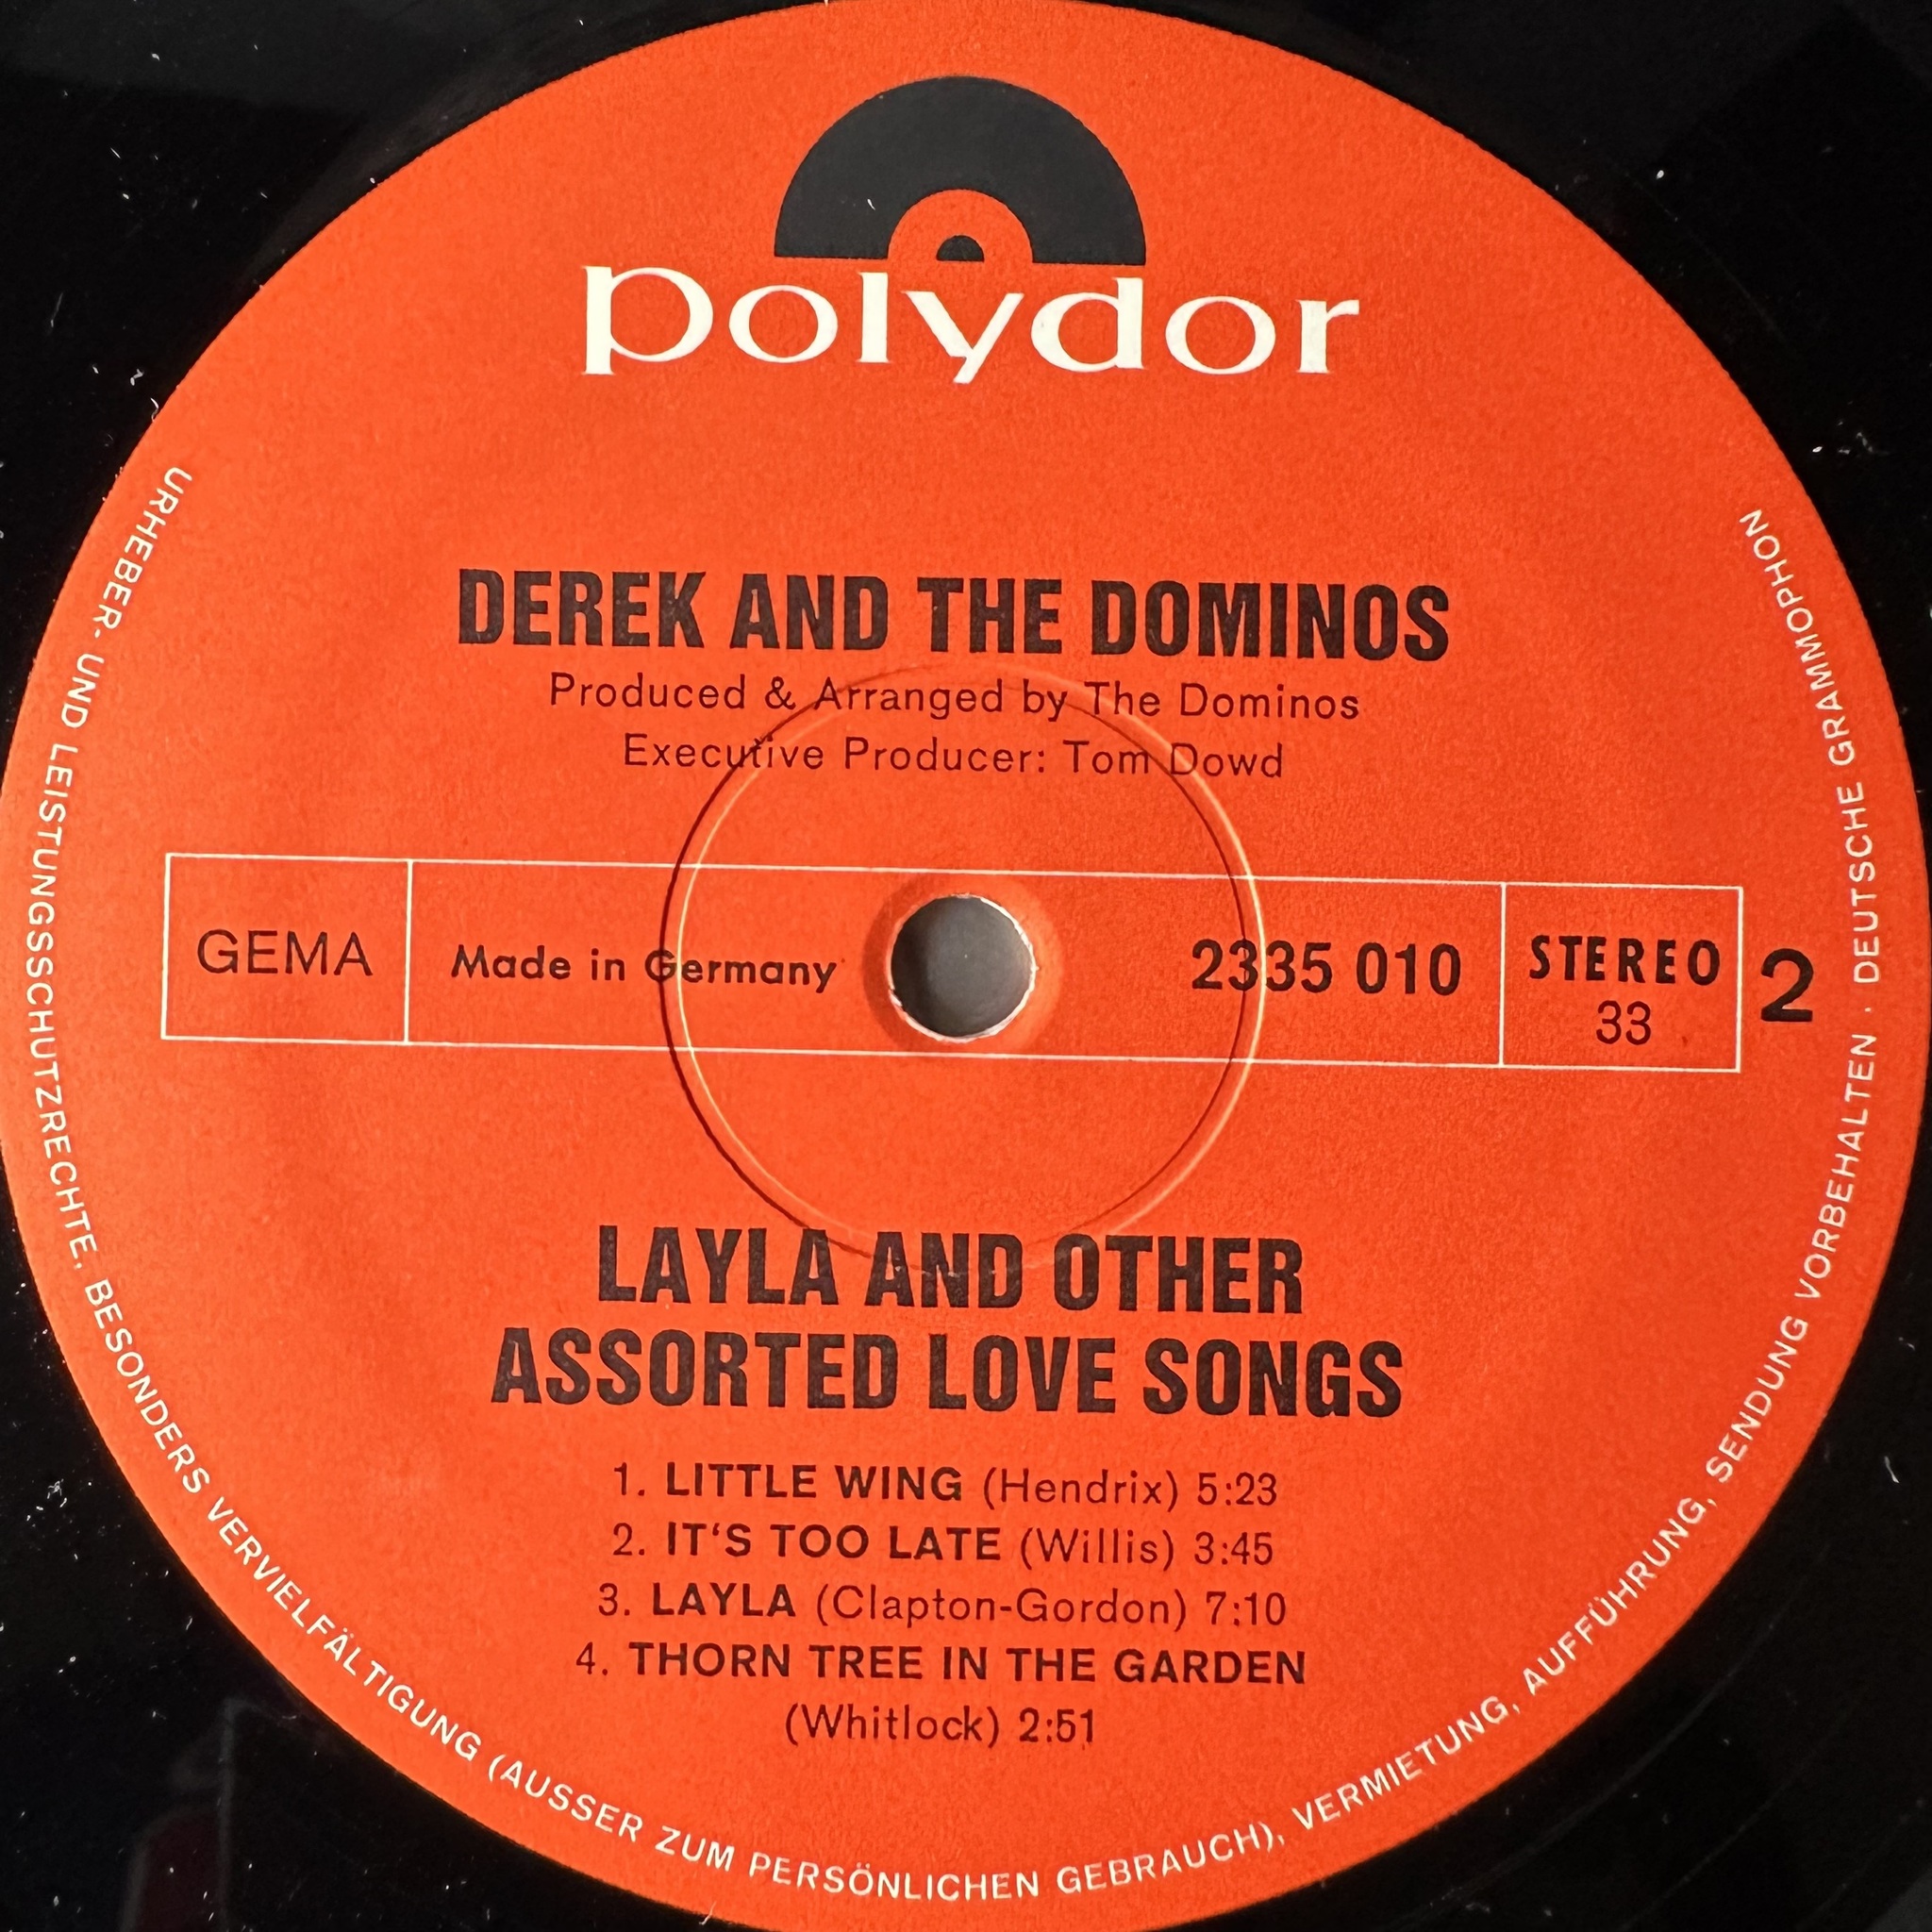 polydor
DEREK AND THE DOMINOS
Produced & Arranged by The Dominos
Executive Producer: Tom Dowd
GEMA
Made in Germany
2335 010
STEREO
33
2
LAYLA AND OTHER
ASSORTED LOVE SONGS
1. LITTLE WING (Hendrix) 5:23
2. IT'S TOO LATE (Willis) 3:45
3. LAYLA (Clapton-Gordon) 7:10
4. THORN TREE IN THE GARDEN
(Whitlock) 2:51
URHEBER- UND LEISTUNGSSCHUTZRECHTE, BESONDERS VERVIELFÄLTIGUNG (AUSSER ZUM PERSÖNLICHEN GEBRAUCH), VERMIETUNG, AUFFÜHRUNG, SENDUNG VORBEHALTEN · DEUTSCHE GRAMMOPHON